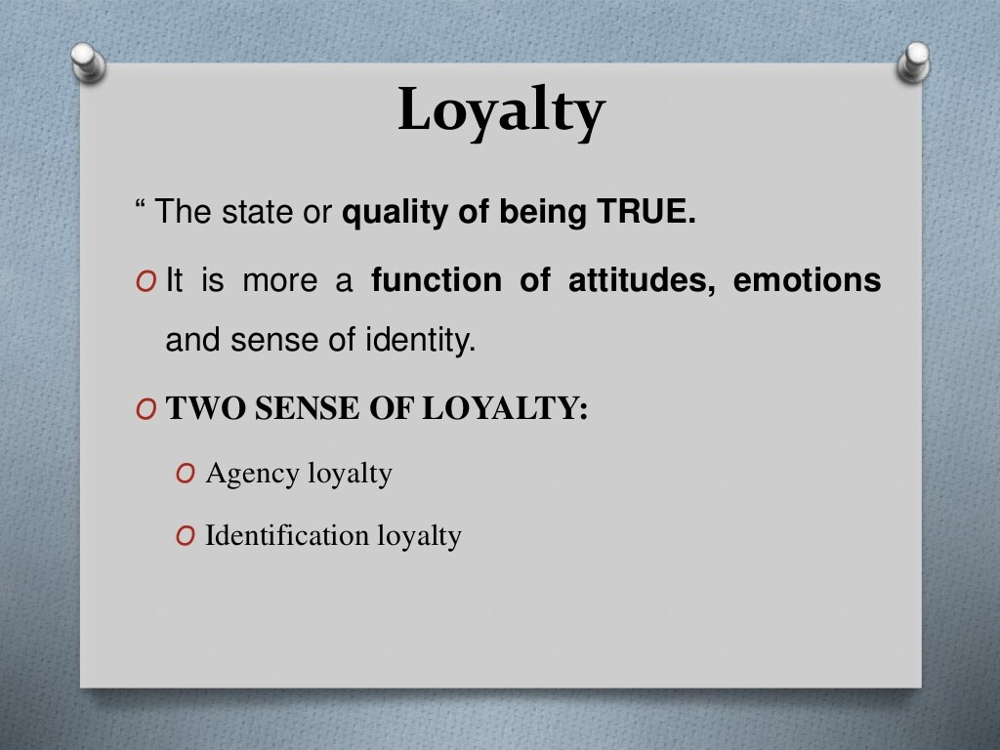 Loyalty
“ The state or quality of being TRUE.
O It is more a function of attitudes, emotions
and sense of identity.
O TWO SENSE OF LOYALTY:
O Agency loyalty
O Identification loyalty